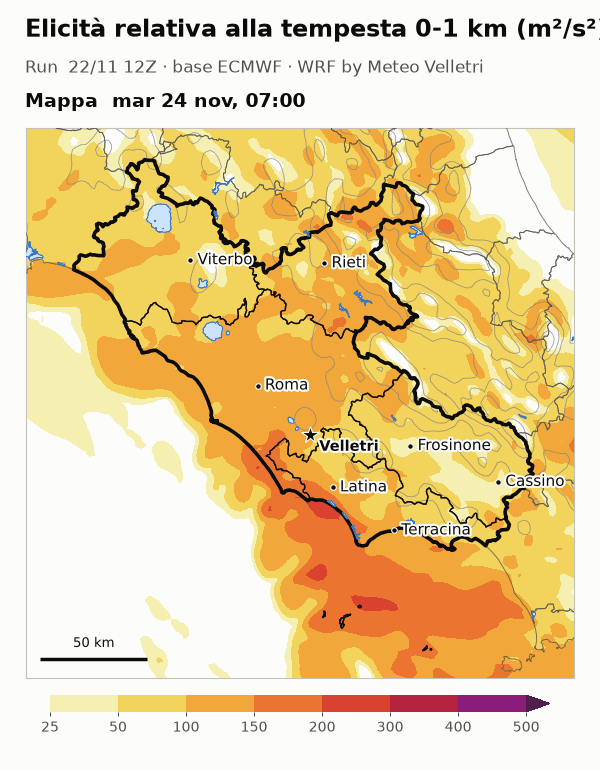 Elicità relativa alla tempesta 0-1 km (m²/s²)
Run  22/11 12Z · base ECMWF · WRF by Meteo Velletri
Mappa  mar 24 nov, 07:00
Viterbo
Rieti
Roma
Velletri
Frosinone
Latina
Cassino
Terracina
50 km
25 50 100 150 200 300 400 500